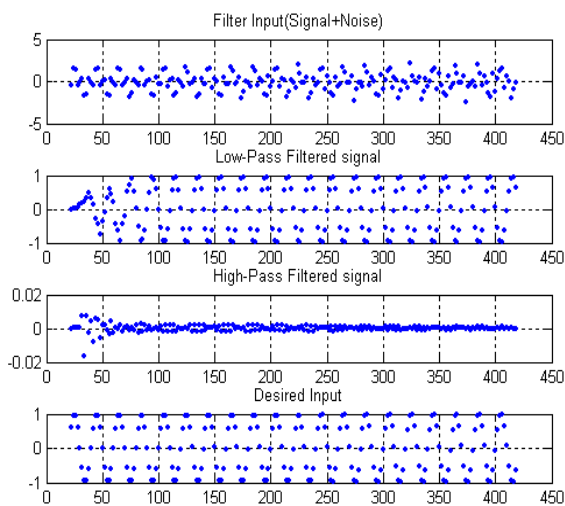 Filter Input(Signal+Noise)
5
0
-5
0 50 100 150 200 250 300 350 400 450
Low-Pass Filtered signal
1
0
-1
0 50 100 150 200 250 300 350 400 450
High-Pass Filtered signal
0.02
0
-0.02
0 50 100 150 200 250 300 350 400 450
Desired Input
1
0
-1
0 50 100 150 200 250 300 350 400 450